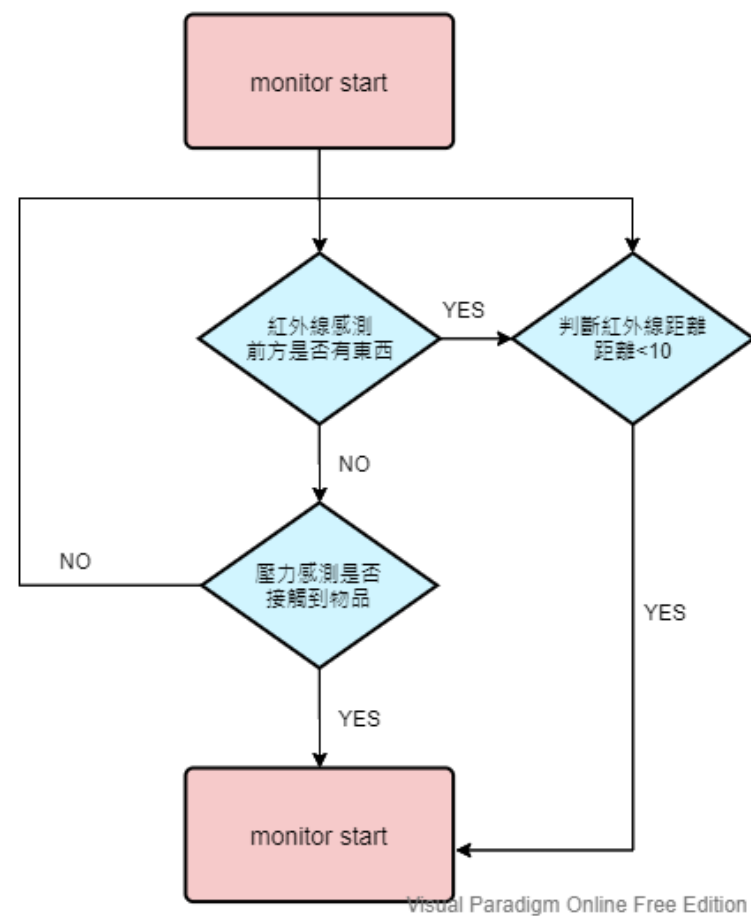 monitor start
紅外線感測
前方是否有東西
YES
判斷紅外線距離
距離<10
NO
NO
壓力感測是否
接觸到物品
YES
YES
monitor start
Visual Paradigm Online Free Edition